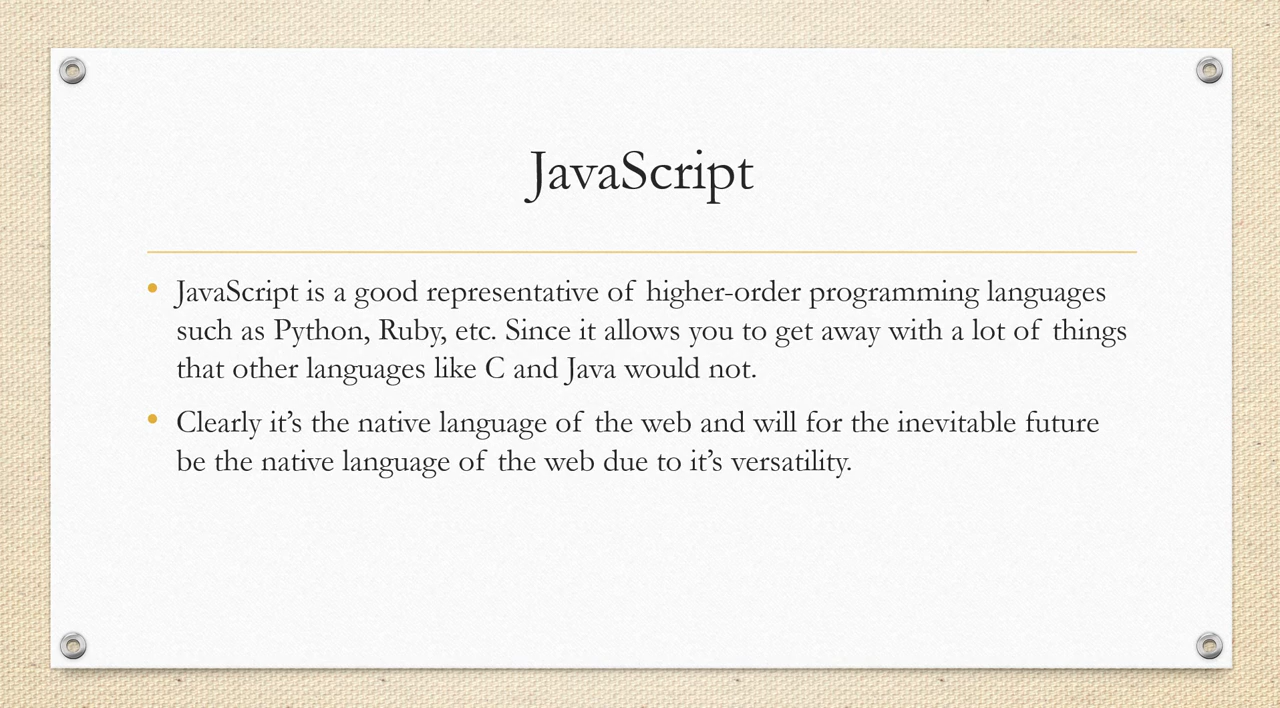 JavaScript
• JavaScript is a good representative of higher-order programming languages
such as Python, Ruby, etc. Since it allows you to get away with a lot of things
that other languages like C and Java would not.
• Clearly it’s the native language of the web and will for the inevitable future
be the native language of the web due to it’s versatility.